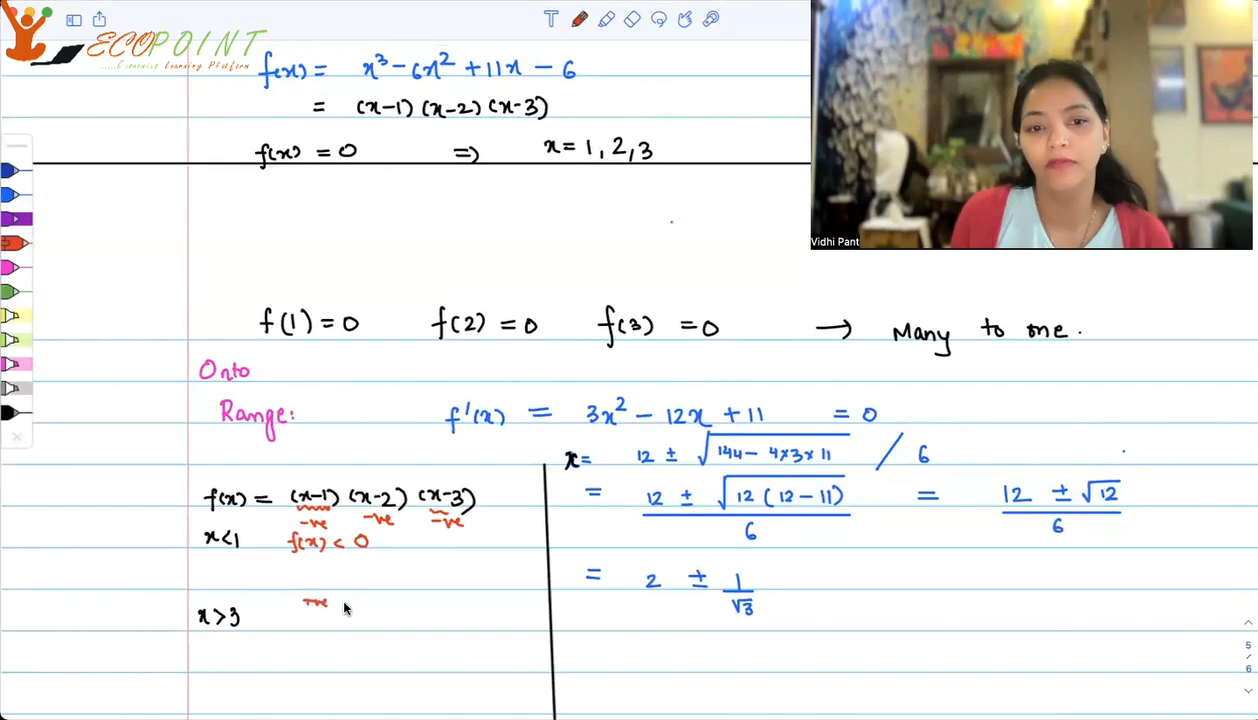 ECOPOINT
.....Economics Learning Platform
f(x) = x³ - 6x² + 11x - 6
= (x-1) (x-2) (x-3)
f(x) = 0 => x = 1, 2, 3
Vidhi Pant
f(1) = 0 f(2) = 0 f(3) = 0 → Many to one.
Onto
Range: f'(x) = 3x² - 12x + 11 = 0
x = 12 ± √(144 - 4×3×11) / 6
= (12 ± √(12(12-11))) / 6 = (12 ± √12) / 6
= 2 ± 1/√3
f(x) = (x-1) (x-2) (x-3)
-ve -ve -ve
x<1 f(x) < 0
+ve
x>3
5
/
6